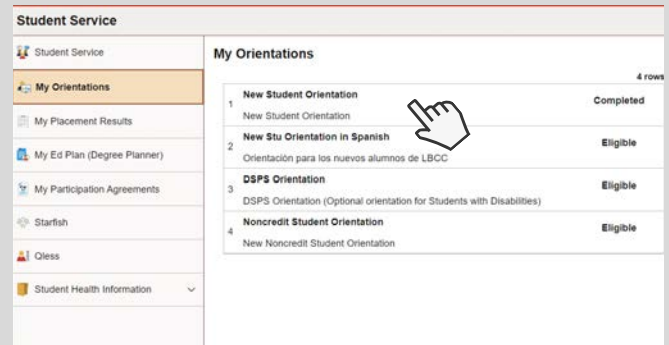 Student Service
Student Service
My Orientations
My Placement Results
My Ed Plan (Degree Planner)
My Participation Agreements
Starfish
Qless
Student Health Information
My Orientations
4 rows
1
New Student Orientation
Completed
New Student Orientation
2
New Stu Orientation in Spanish
Eligible
Orientación para los nuevos alumnos de LBCC
3
DSPS Orientation
Eligible
DSPS Orientation (Optional orientation for Students with Disabilities)
4
Noncredit Student Orientation
Eligible
New Noncredit Student Orientation